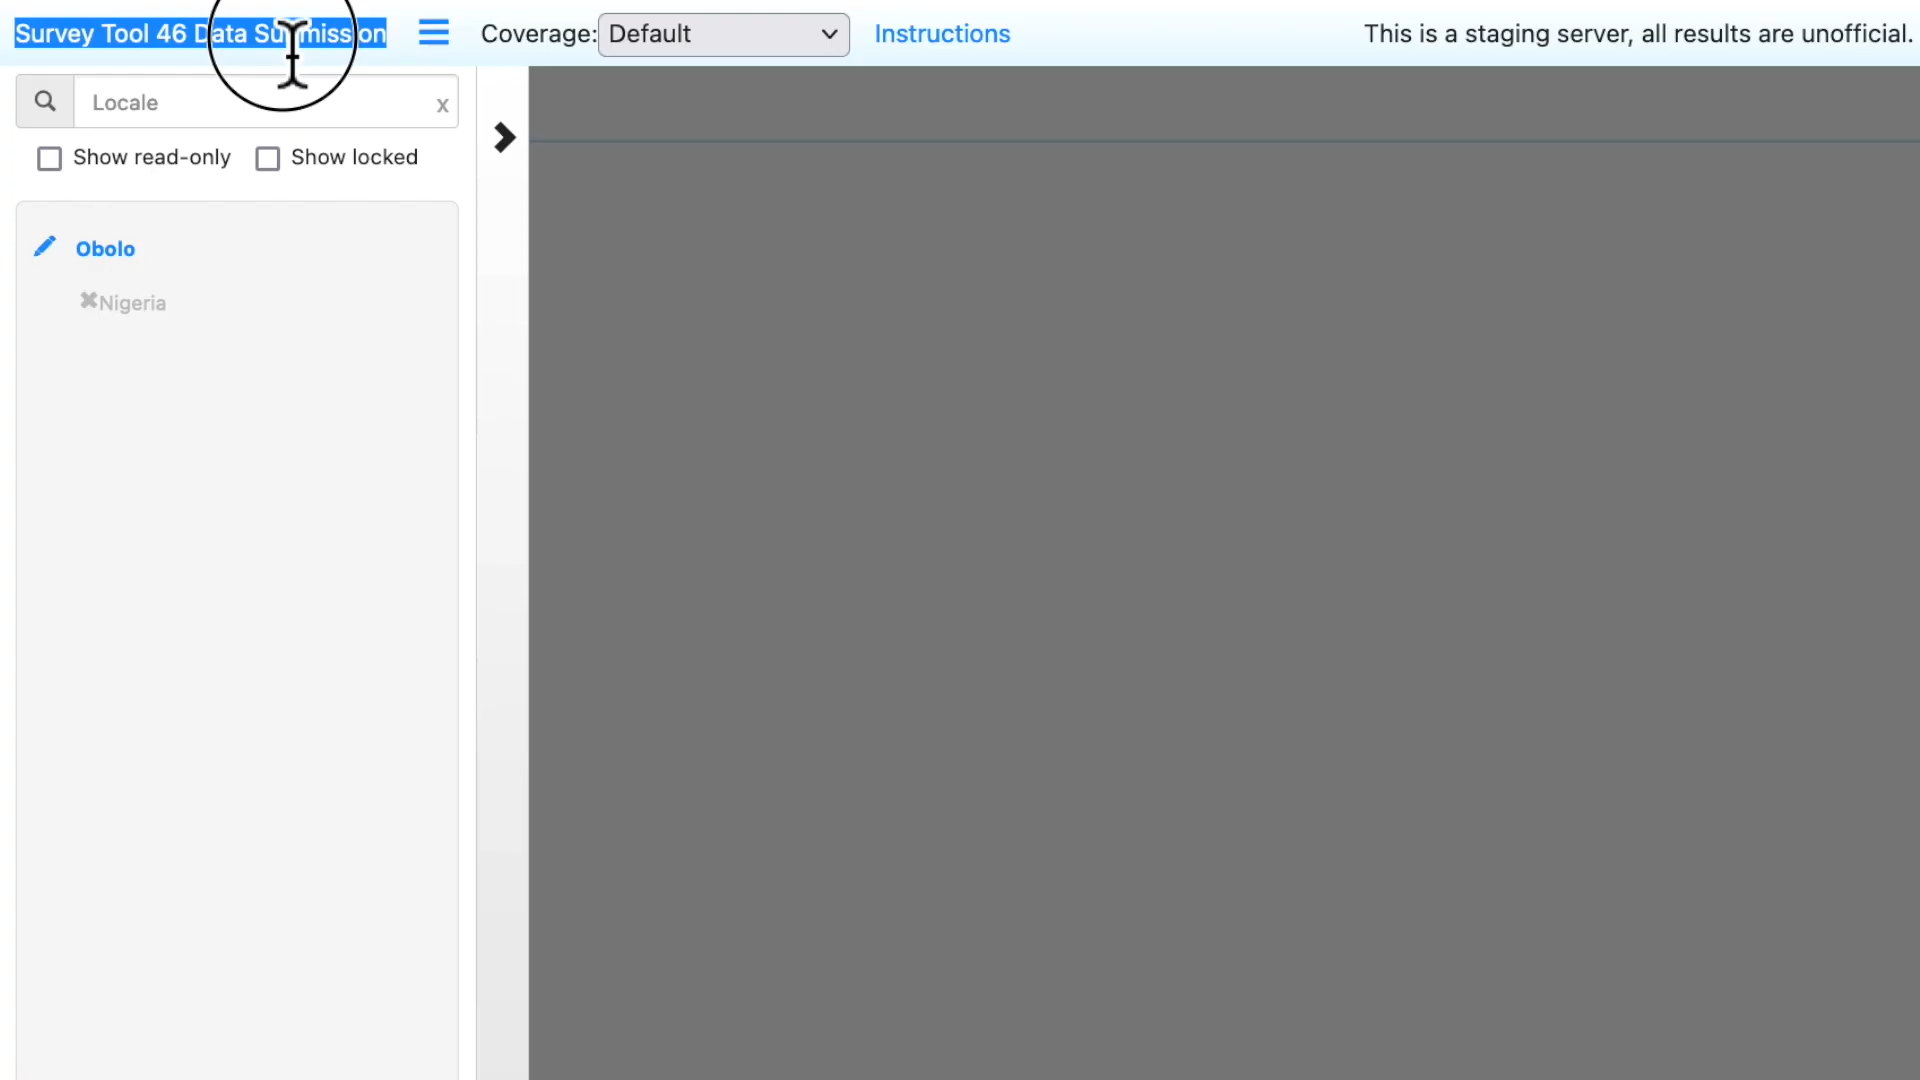 Survey Tool 46 Data Submission
Coverage: Default
Instructions
This is a staging server, all results are unofficial.
Locale
x
Show read-only
Show locked
Obolo
Nigeria